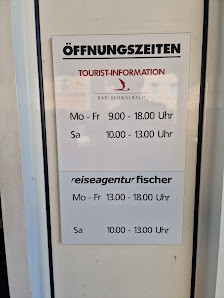 ÖFFNUNGSZEITEN
TOURIST-INFORMATION
BAD SCHWALBACH
Mo - Fr 9.00 - 18.00 Uhr
Sa 10.00 - 13.00 Uhr
reiseagentur fischer
Mo - Fr 13.00 - 18.00 Uhr
Sa 10.00 - 13.00 Uhr